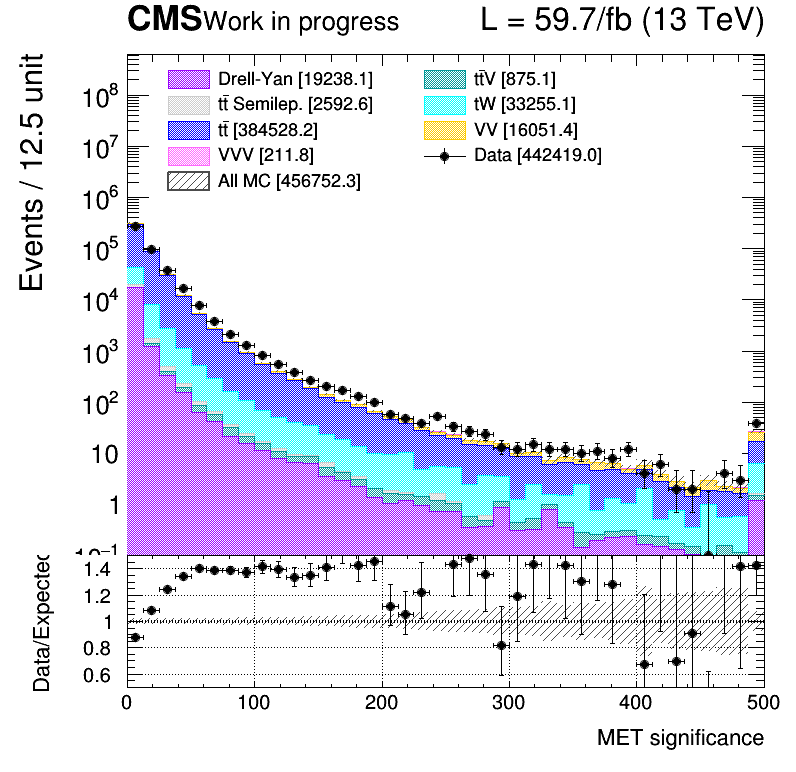 CMS Work in progress L = 59.7/fb (13 TeV)
Events / 12.5 unit
Drell-Yan [19238.1]
tt̄ Semilep. [2592.6]
tt̄ [384528.2]
VVV [211.8]
All MC [456752.3]
tt̄V [875.1]
tW [33255.1]
VV [16051.4]
Data [442419.0]
10⁸
10⁷
10⁶
10⁵
10⁴
10³
10²
10
1
10⁻¹
Data/Expected
1.4
1.2
1
0.8
0.6
0 100 200 300 400 500
MET significance